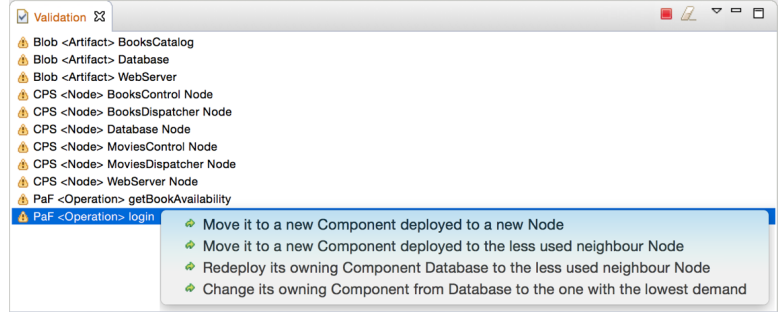 Validation
Blob <Artifact> BooksCatalog
Blob <Artifact> Database
Blob <Artifact> WebServer
CPS <Node> BooksControl Node
CPS <Node> BooksDispatcher Node
CPS <Node> Database Node
CPS <Node> MoviesControl Node
CPS <Node> MoviesDispatcher Node
CPS <Node> WebServer Node
PaF <Operation> getBookAvailability
PaF <Operation> login
Move it to a new Component deployed to a new Node
Move it to a new Component deployed to the less used neighbour Node
Redeploy its owning Component Database to the less used neighbour Node
Change its owning Component from Database to the one with the lowest demand